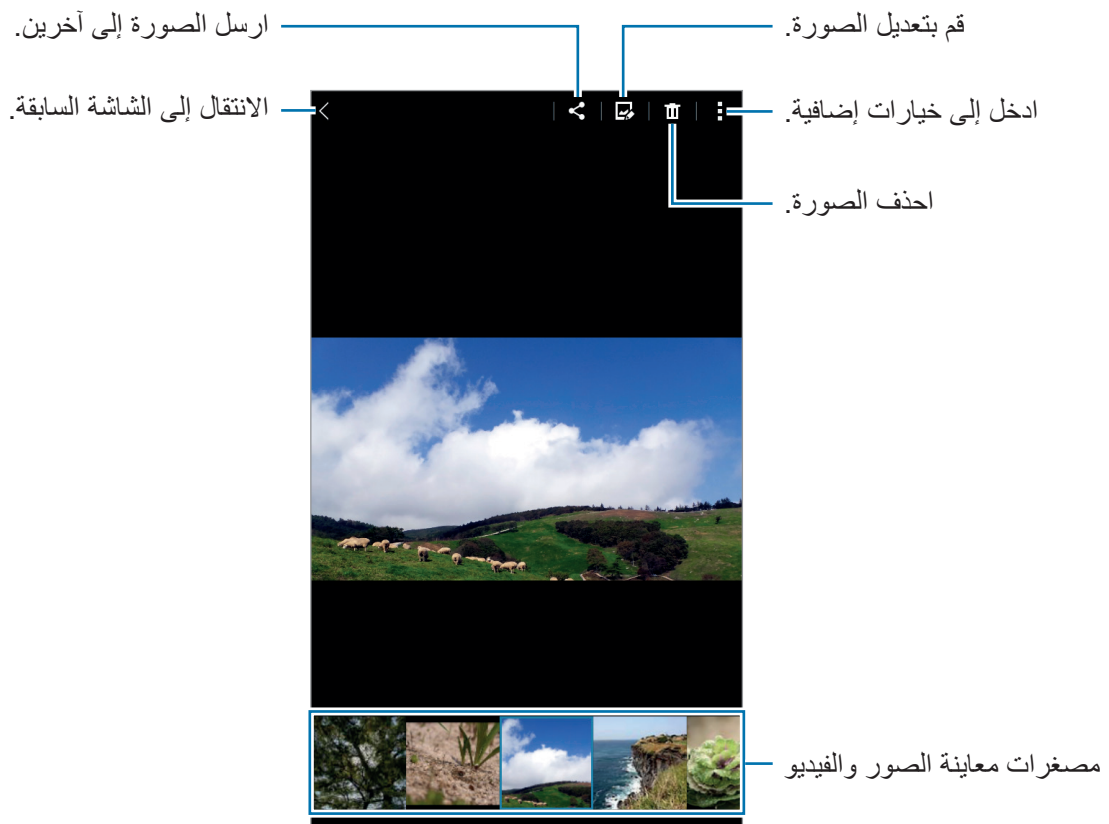 قم بتعديل الصورة.
ارسل الصورة إلى آخرين.
ادخل إلى خيارات إضافية.
الانتقال إلى الشاشة السابقة.
احذف الصورة.
مصغرات معاينة الصور والفيديو